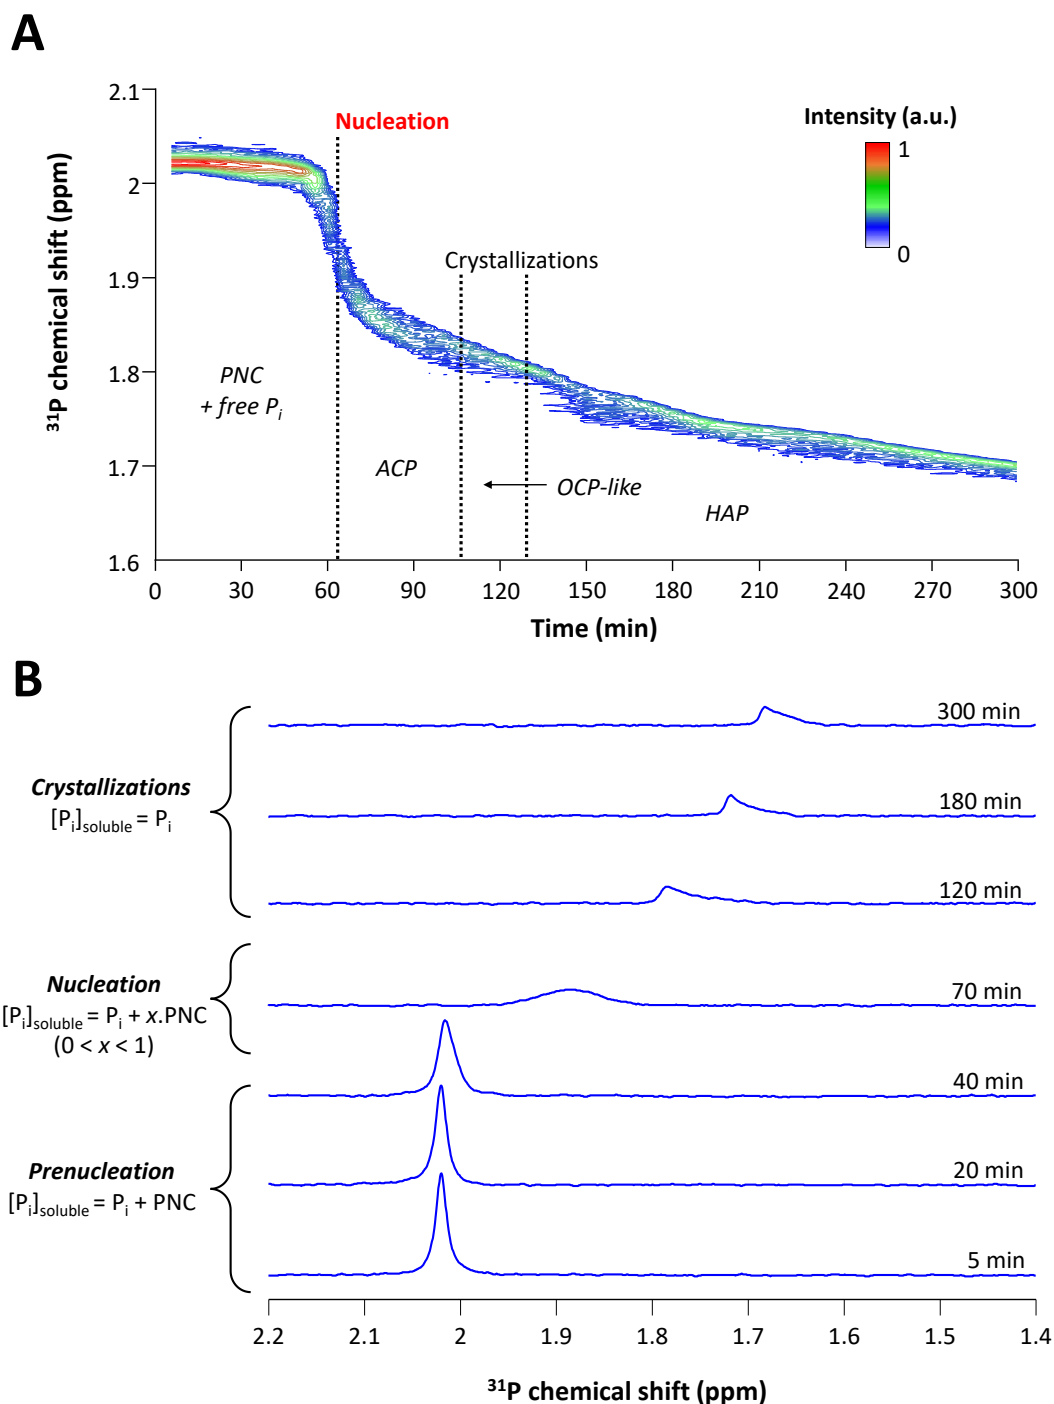 A
2.1
2
1.9
1.8
1.7
1.6
³¹P chemical shift (ppm)
Nucleation
Crystallizations
Intensity (a.u.)
1
0
PNC
+ free Pᵢ
ACP
OCP-like
HAP
0 30 60 90 120 150 180 210 240 270 300
Time (min)
B
300 min
Crystallizations
[Pᵢ]soluble = Pᵢ
180 min
120 min
Nucleation
[Pᵢ]soluble = Pᵢ + x.PNC
(0 < x < 1)
70 min
40 min
Prenucleation
[Pᵢ]soluble = Pᵢ + PNC
20 min
5 min
2.2 2.1 2 1.9 1.8 1.7 1.6 1.5 1.4
³¹P chemical shift (ppm)